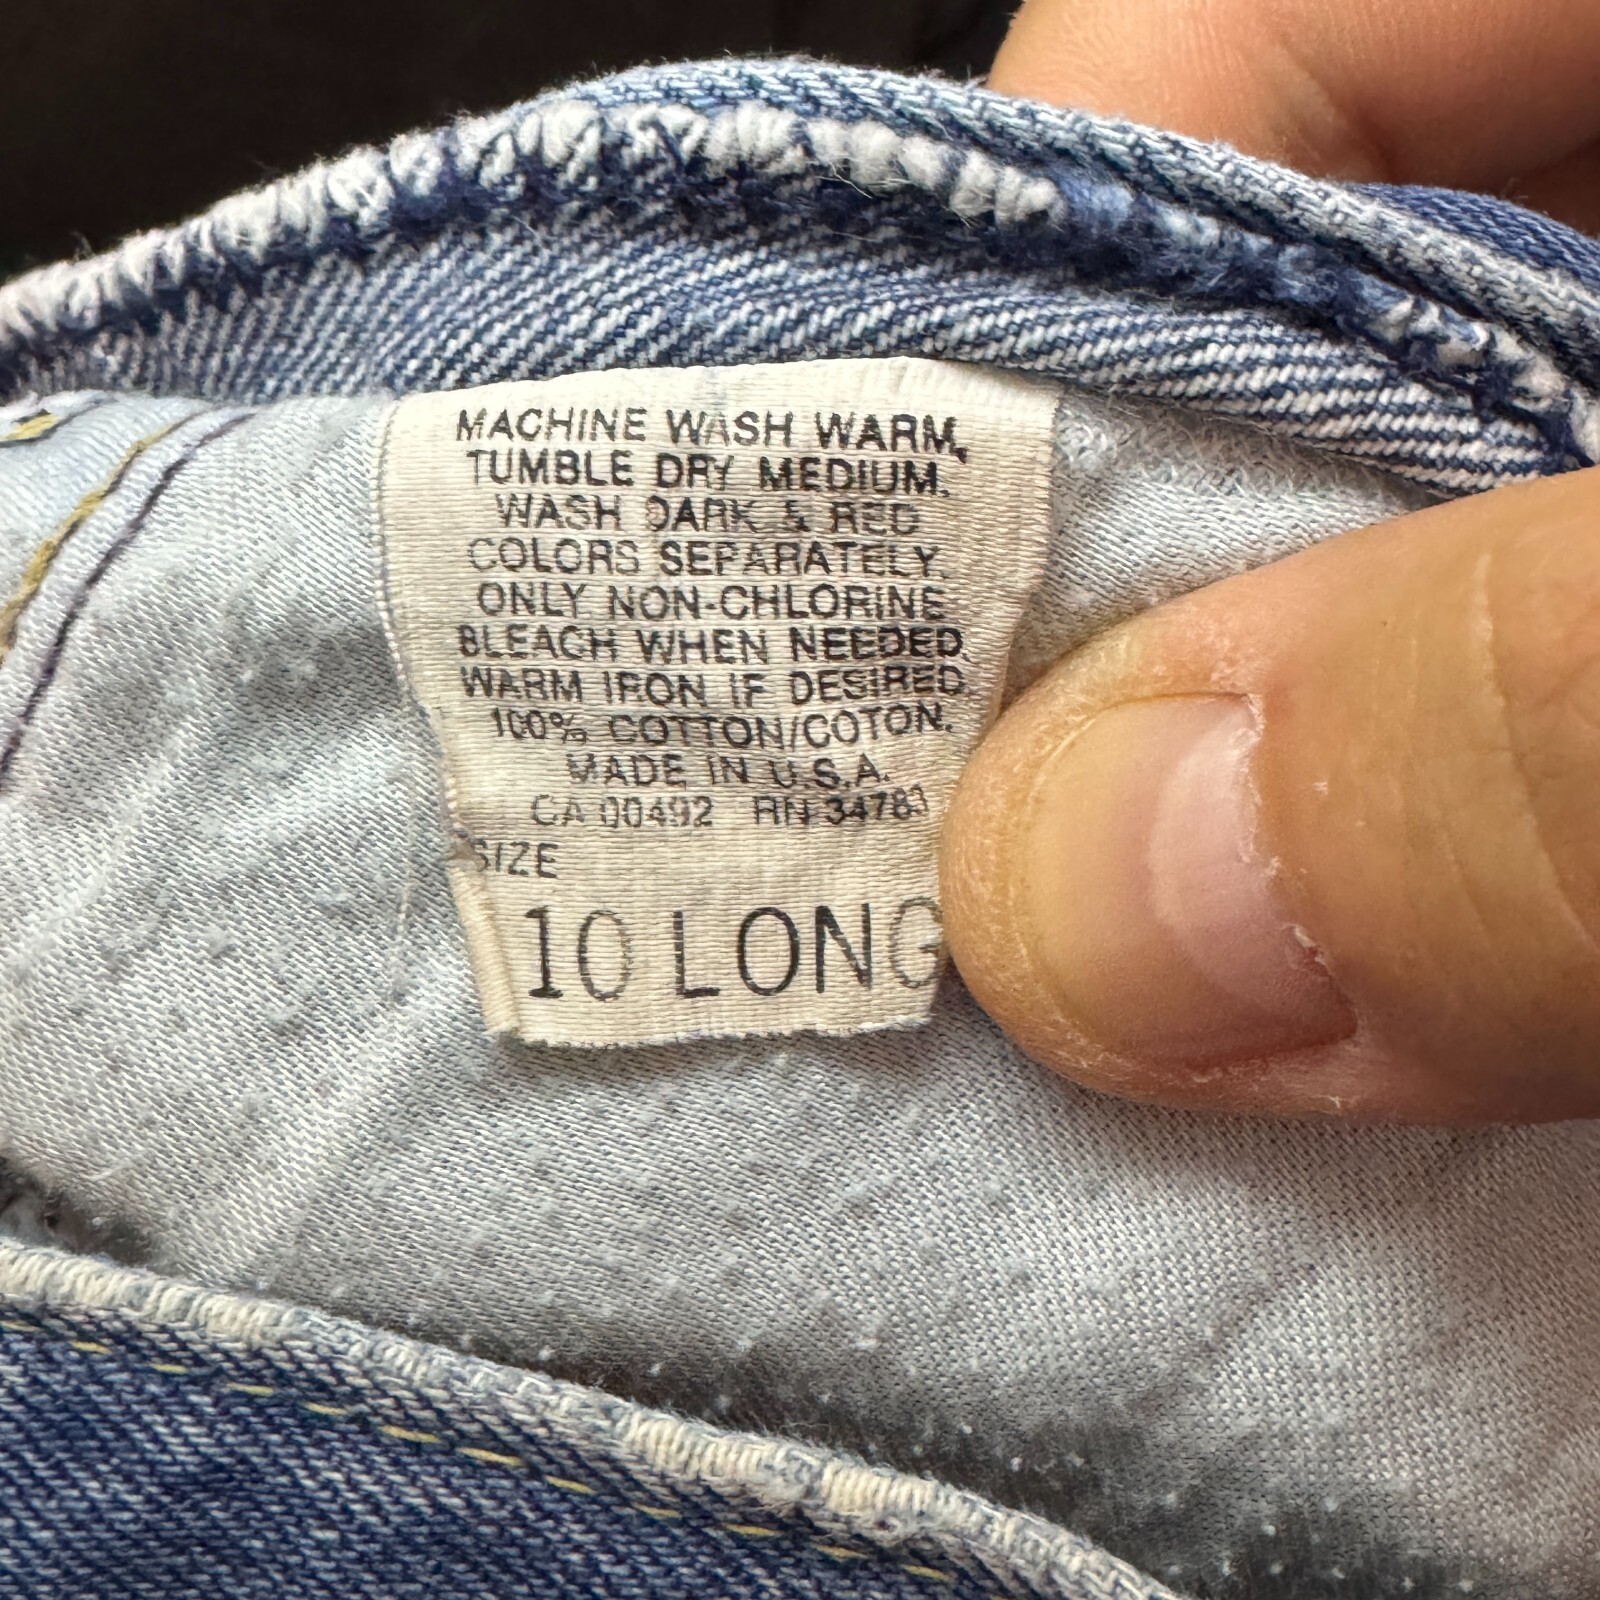 MACHINE WASH WARM,
TUMBLE DRY MEDIUM.
WASH DARK & RED
COLORS SEPARATELY.
ONLY NON-CHLORINE
BLEACH WHEN NEEDED.
WARM IRON IF DESIRED.
100% COTTON/COTON.
MADE IN U.S.A.
CA 00492 RN 34783
SIZE
10 LONG